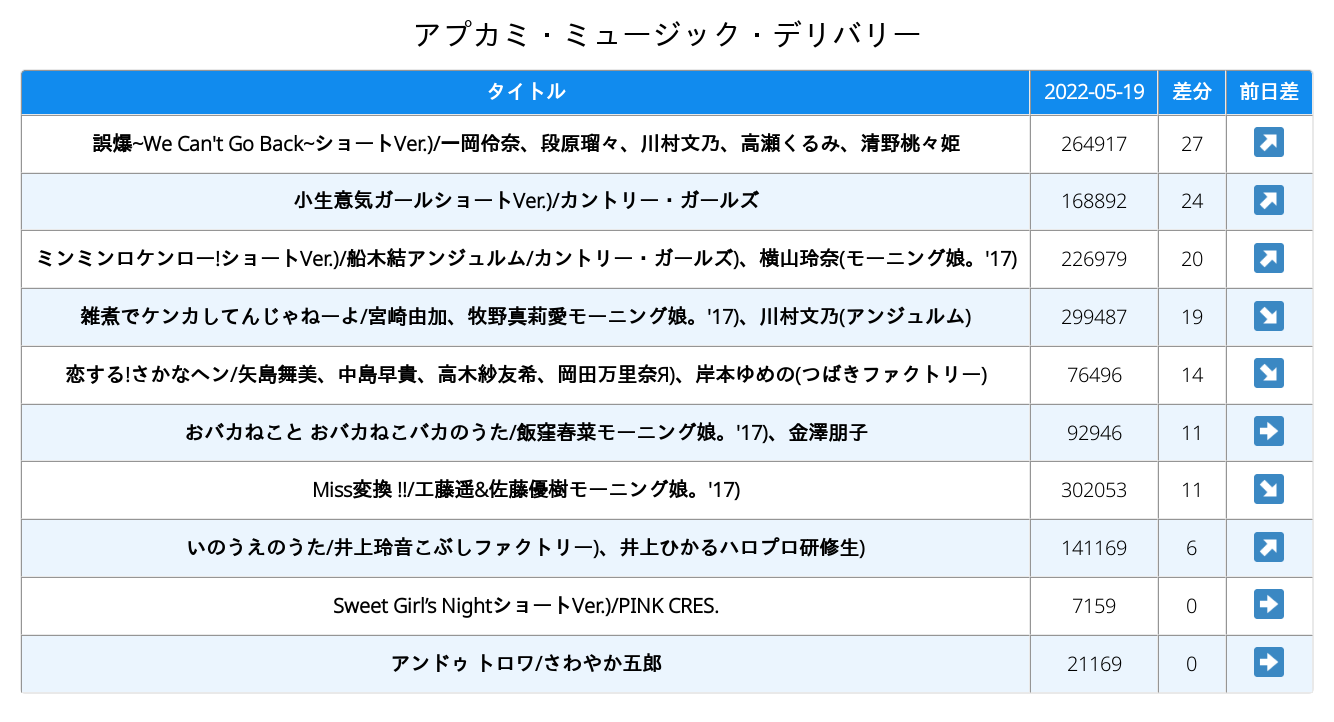 アプカミ・ミュージック・デリバリー
タイトル 2022-05-19 差分 前日差
誤爆~We Can't Go Back~ショートVer.)/一岡伶奈、段原瑠々、川村文乃、高瀬くるみ、清野桃々姫 264917 27 ↗
小生意気ガールショートVer.)/カントリー・ガールズ 168892 24 ↗
ミンミンロケンロー!ショートVer.)/船木結アンジュルム/カントリー・ガールズ)、横山玲奈(モーニング娘。'17) 226979 20 ↗
雑煮でケンカしてんじゃねーよ/宮崎由加、牧野真莉愛モーニング娘。'17)、川村文乃(アンジュルム) 299487 19 ↘
恋する!さかなヘン/矢島舞美、中島早貴、高木紗友希、岡田万里奈Я)、岸本ゆめの(つばきファクトリー) 76496 14 ↘
おバカねこと おバカねこバカのうた/飯窪春菜モーニング娘。'17)、金澤朋子 92946 11 ➡
Miss変換 !!/工藤遥&佐藤優樹モーニング娘。'17) 302053 11 ↘
いのうえのうた/井上玲音こぶしファクトリー)、井上ひかるハロプロ研修生) 141169 6 ↗
Sweet Girl’s NightショートVer.)/PINK CRES. 7159 0 ➡
アンドゥ トロワ/さわやか五郎 21169 0 ➡